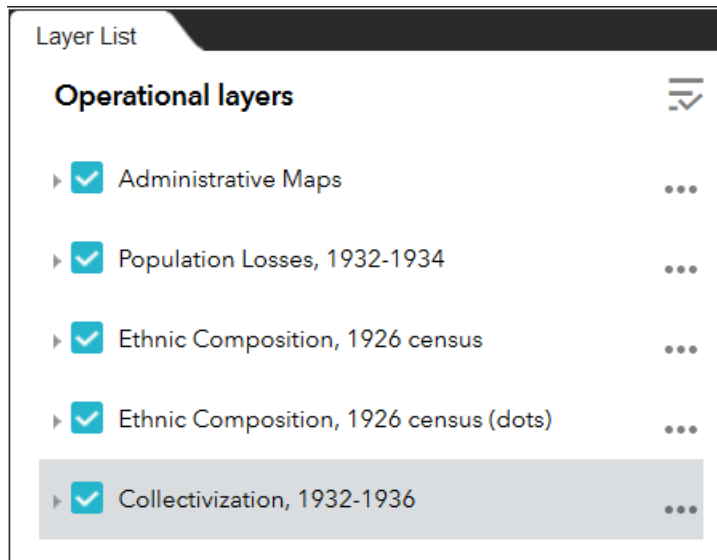 Layer List
Operational layers
Administrative Maps
Population Losses, 1932-1934
Ethnic Composition, 1926 census
Ethnic Composition, 1926 census (dots)
Collectivization, 1932-1936